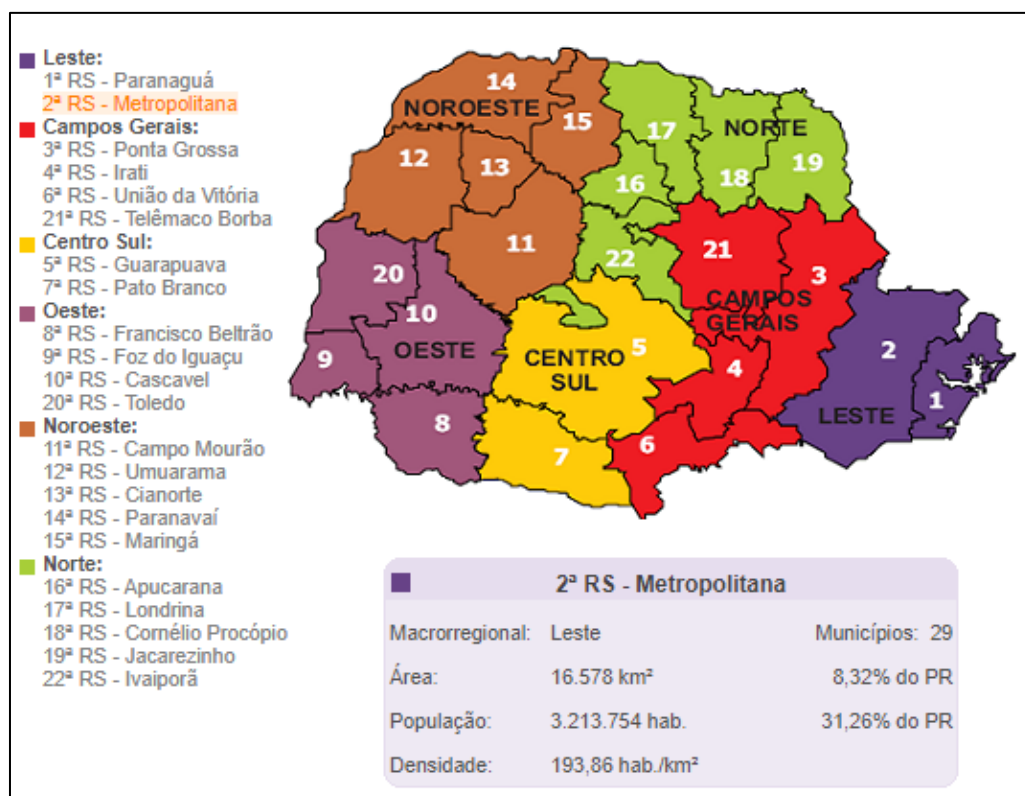 Leste:
1ª RS - Paranaguá
2ª RS - Metropolitana
Campos Gerais:
3ª RS - Ponta Grossa
4ª RS - Irati
6ª RS - União da Vitória
21ª RS - Telêmaco Borba
Centro Sul:
5ª RS - Guarapuava
7ª RS - Pato Branco
Oeste:
8ª RS - Francisco Beltrão
9ª RS - Foz do Iguaçu
10ª RS - Cascavel
20ª RS - Toledo
Noroeste:
11ª RS - Campo Mourão
12ª RS - Umuarama
13ª RS - Cianorte
14ª RS - Paranavaí
15ª RS - Maringá
Norte:
16ª RS - Apucarana
17ª RS - Londrina
18ª RS - Cornélio Procópio
19ª RS - Jacarezinho
22ª RS - Ivaiporã
14
NOROESTE
15
17
NORTE
12
13
16
18
19
11
22
21
3
20
10
CAMPOS
GERAIS
9
OESTE
CENTRO
SUL
5
4
2
1
LESTE
8
7
6
2ª RS - Metropolitana
Macrorregional: Leste Municípios: 29
Área: 16.578 km² 8,32% do PR
População: 3.213.754 hab. 31,26% do PR
Densidade: 193,86 hab./km²